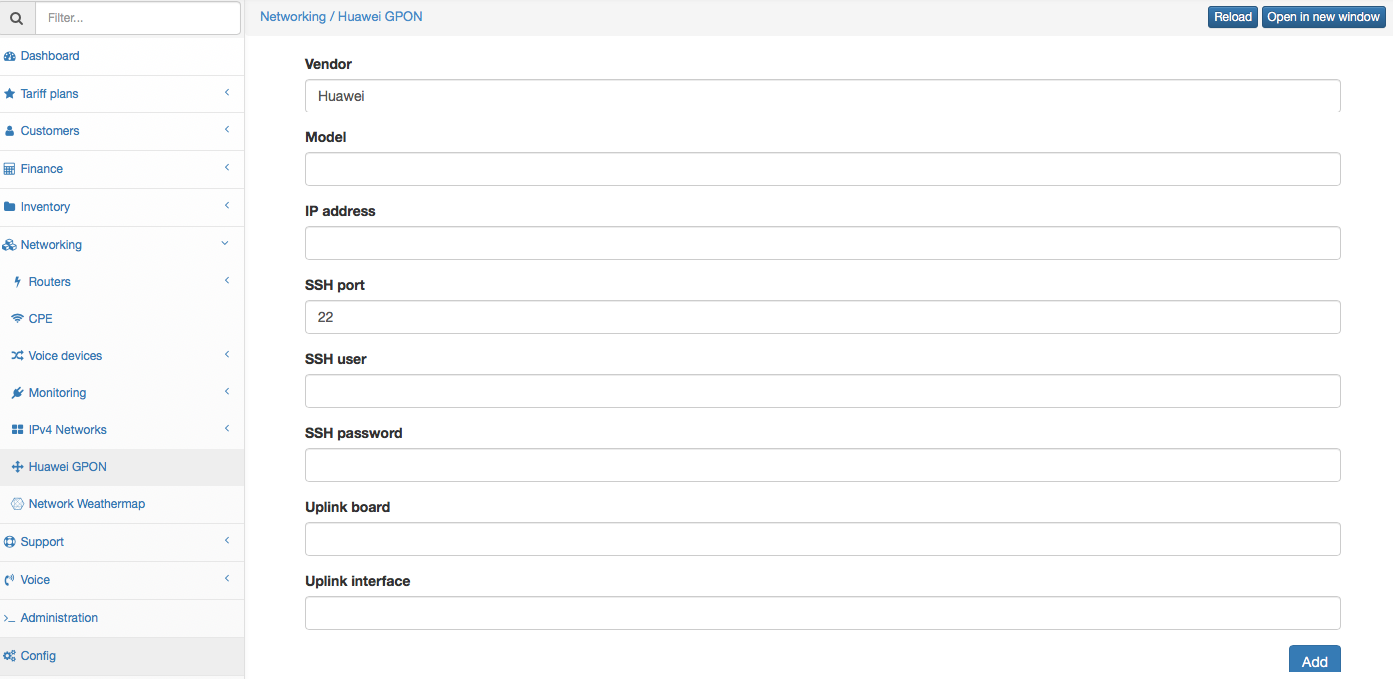 Filter...
Networking / Huawei GPON
Reload
Open in new window
Dashboard
Tariff plans
Customers
Finance
Inventory
Networking
Routers
CPE
Voice devices
Monitoring
IPv4 Networks
Huawei GPON
Network Weathermap
Support
Voice
Administration
Config
Vendor
Huawei
Model
IP address
SSH port
22
SSH user
SSH password
Uplink board
Uplink interface
Add